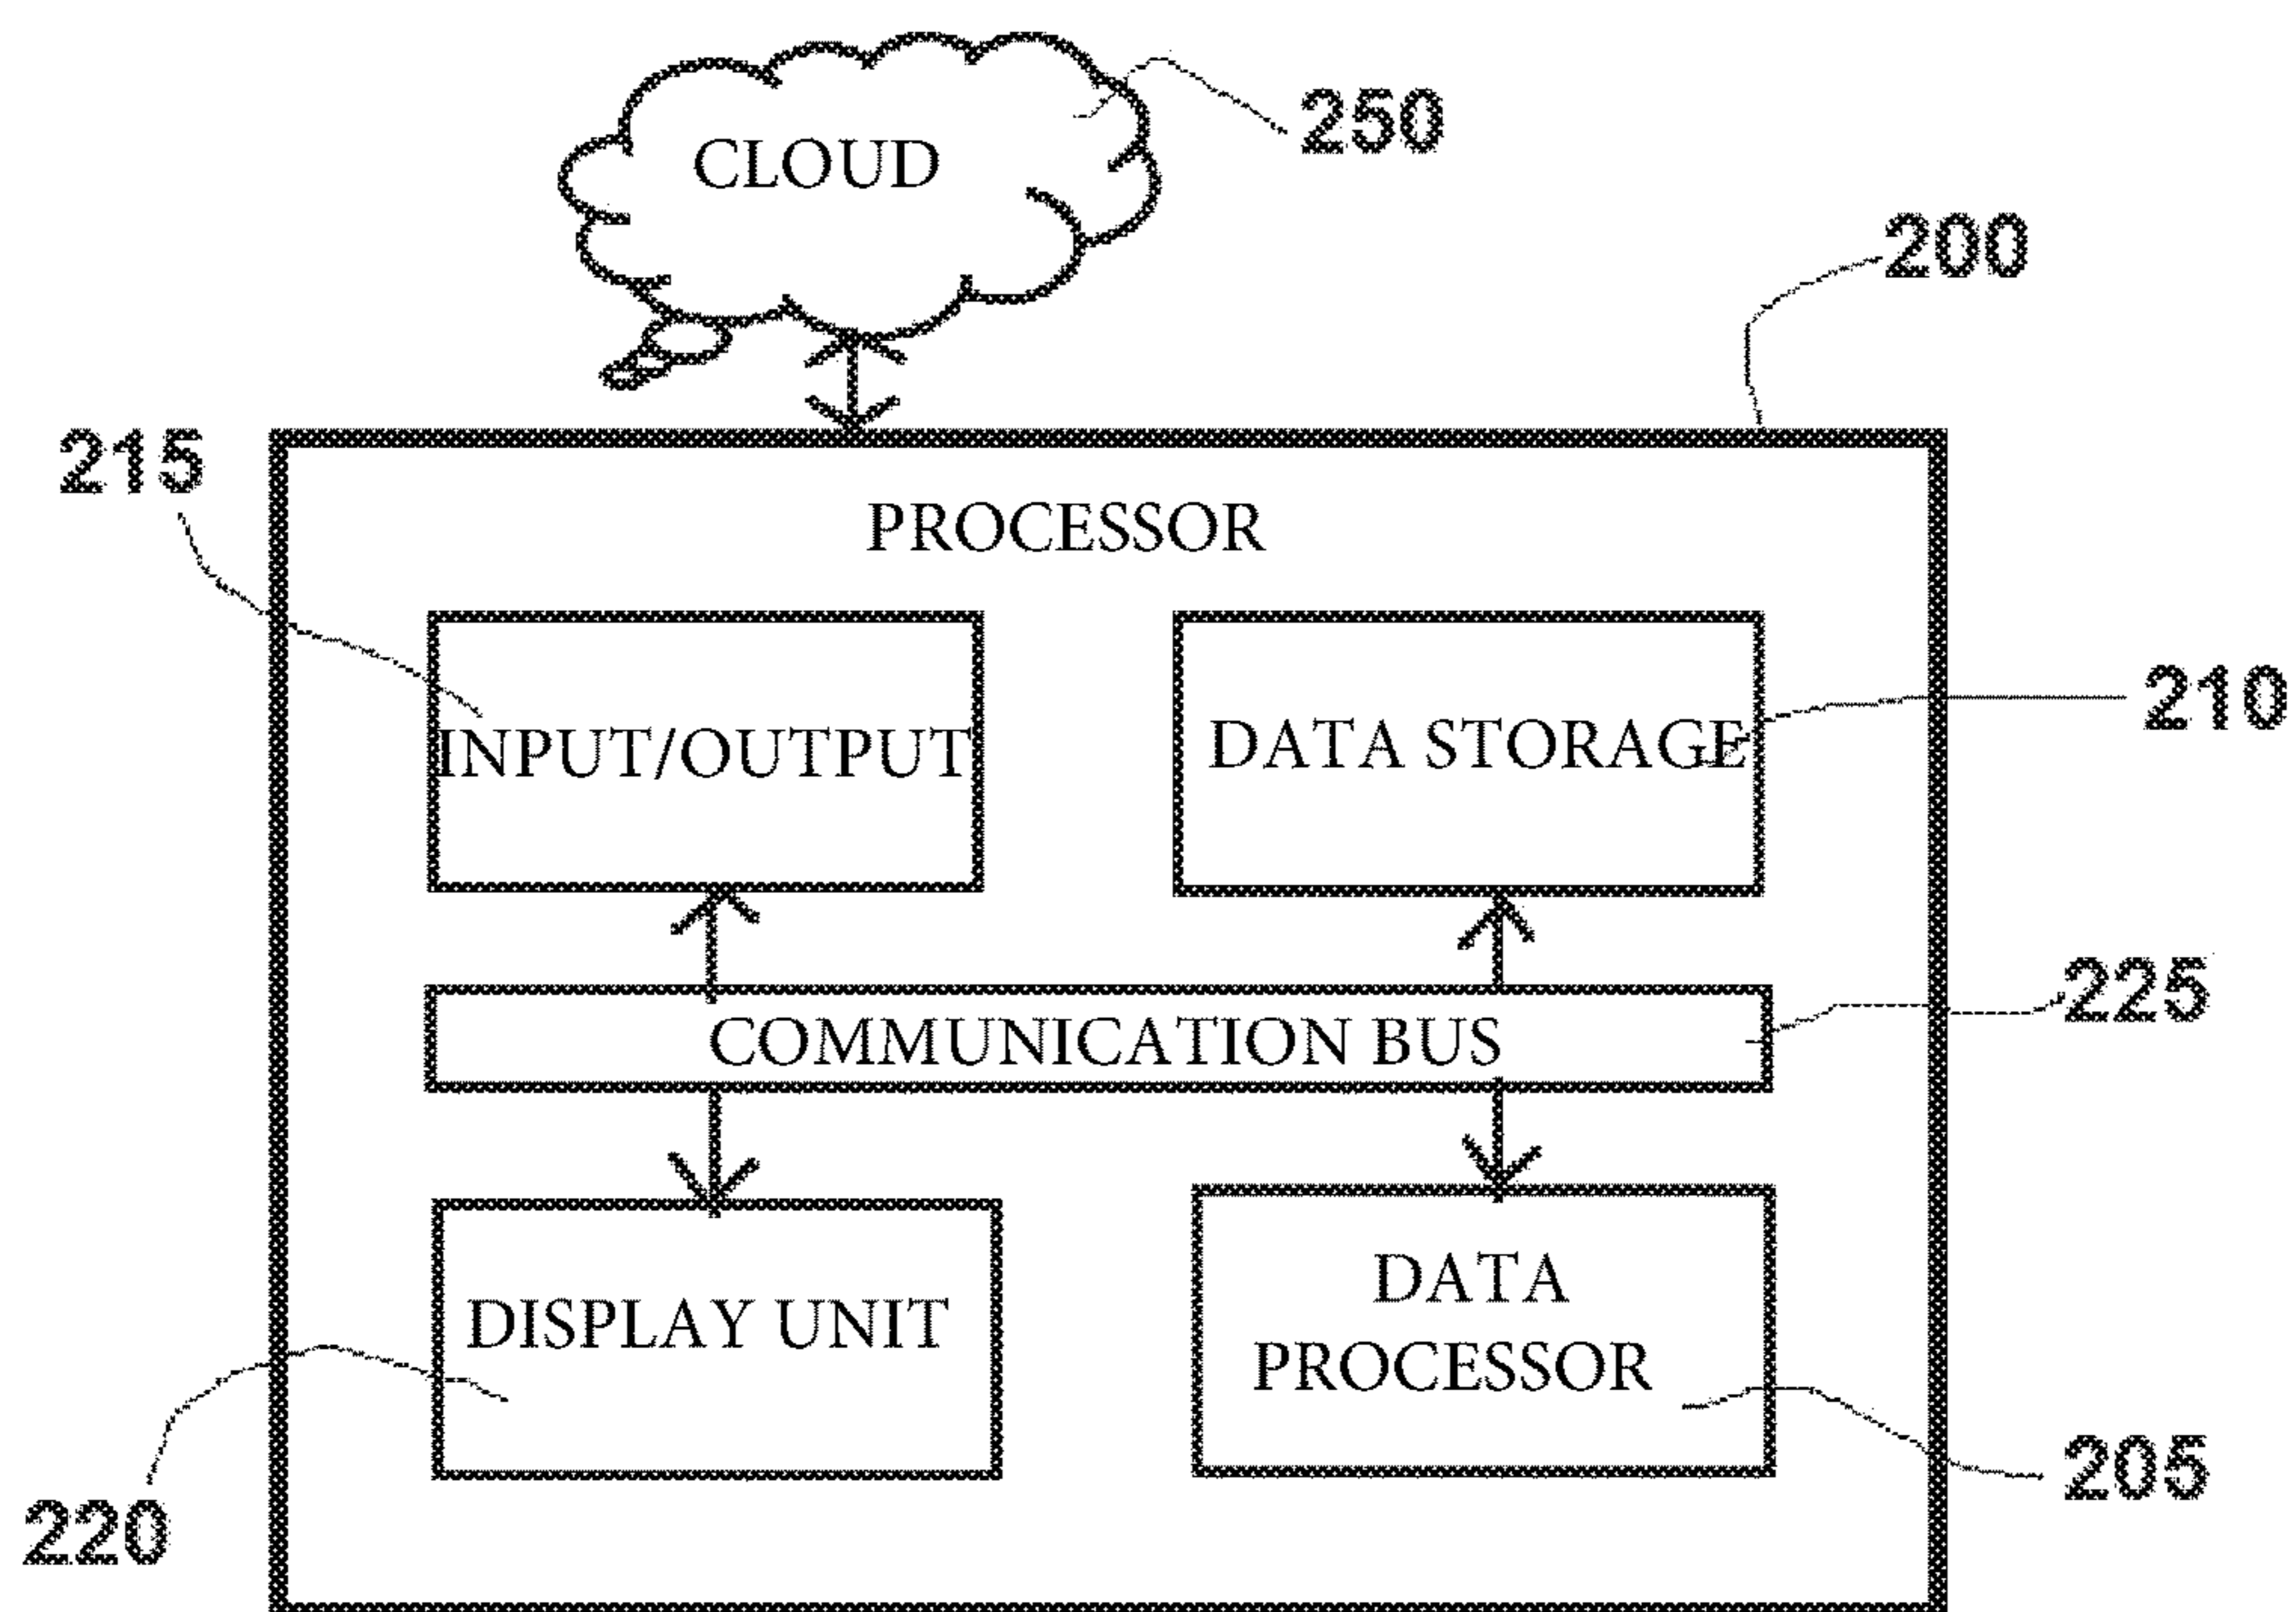 CLOUD
250
200
215
PROCESSOR
INPUT/OUTPUT
DATA STORAGE
210
COMMUNICATION BUS
225
DISPLAY UNIT
DATA
PROCESSOR
220
205